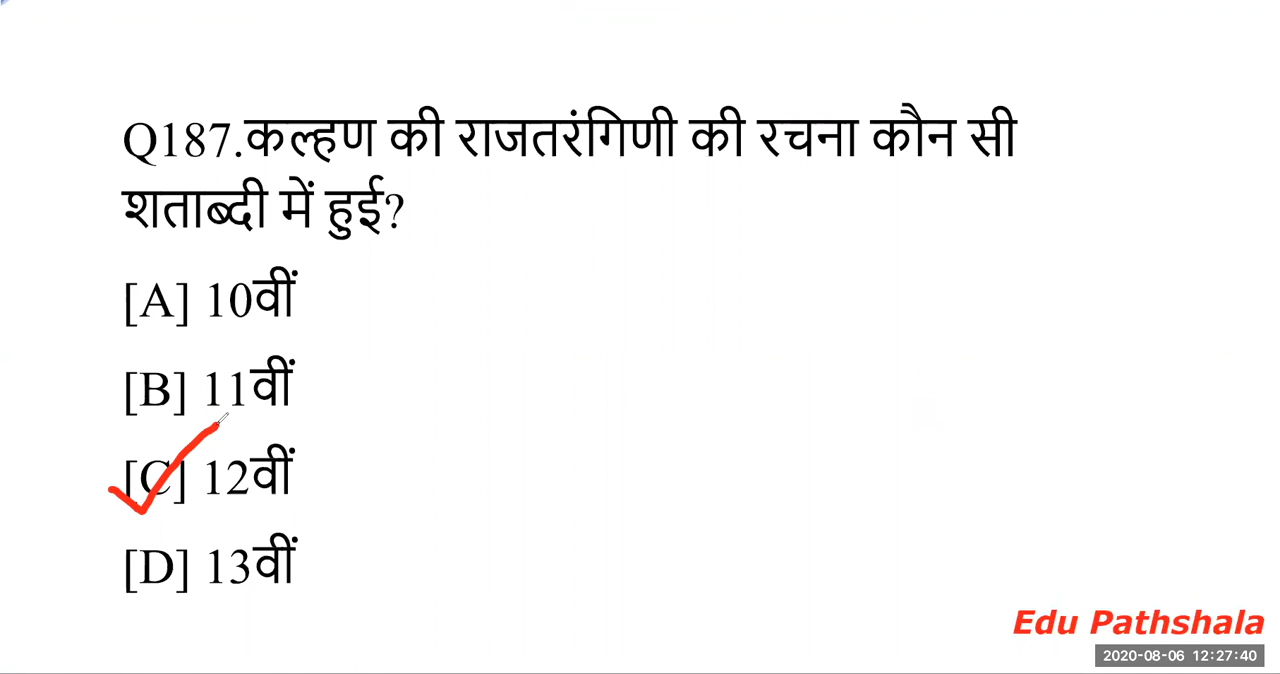 Q187.कल्हण की राजतरंगिणी की रचना कौन सी
शताब्दी में हुई?
[A] 10वीं
[B] 11वीं
[C] 12वीं
[D] 13वीं
Edu Pathshala
2020-08-06 12:27:40